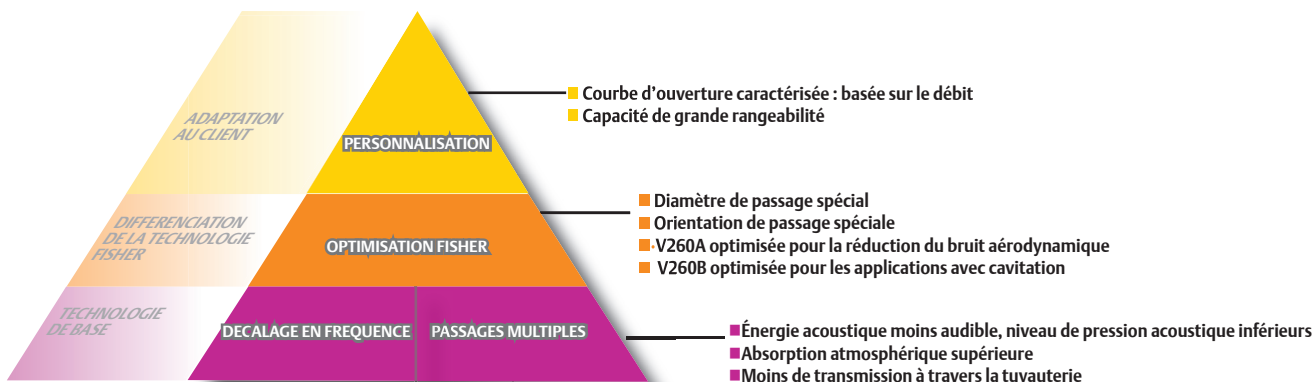 ADAPTATION
AU CLIENT
PERSONNALISATION
Courbe d'ouverture caractérisée : basée sur le débit
Capacité de grande rangeabilité
DIFFERENCIATION
DE LA TECHNOLOGIE
FISHER
OPTIMISATION FISHER
Diamètre de passage spécial
Orientation de passage spéciale
V260A optimisée pour la réduction du bruit aérodynamique
V260B optimisée pour les applications avec cavitation
TECHNOLOGIE
DE BASE
DECALAGE EN FREQUENCE
PASSAGES MULTIPLES
Énergie acoustique moins audible, niveau de pression acoustique inférieurs
Absorption atmosphérique supérieure
Moins de transmission à travers la tuyauterie